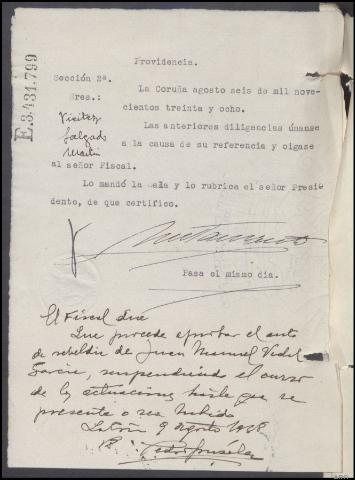 E.3.431.799
Providencia.
Sección 2ª.
Sres.:
Salgado
Martín
La Coruña agosto seis de mil nove-
cientos treinta y ocho.
Las anteriores diligencias únanse
a la causa de su referencia y oigase
al señor Fiscal.
Lo mandó la Sala y lo rubrica el señor Presi
dente, de que certifico.
Pasa el mismo dia.
El Fiscal dice
Que procede aprobar el auto
de rebeldía de Juan Manuel Vidal
García, suspendiendo el curso
de las actuaciones hasta que se
presente o sea habido
9 agosto 1938